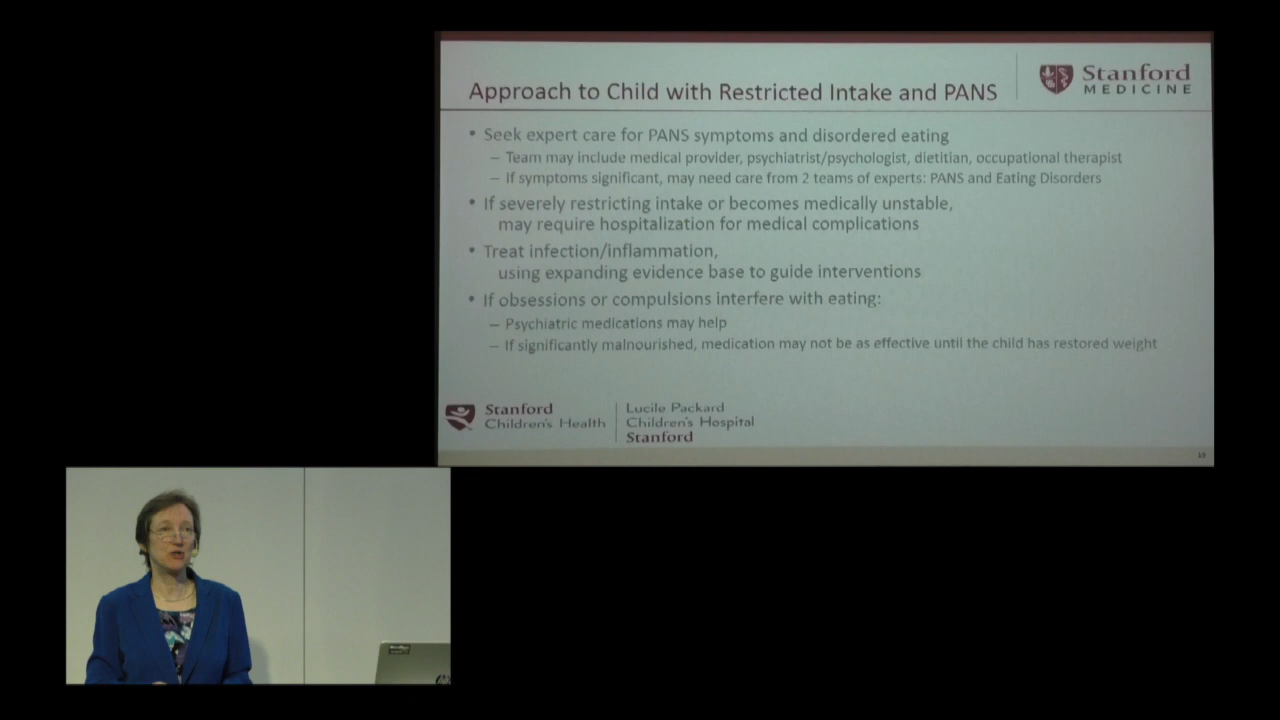 Approach to Child with Restricted Intake and PANS
Stanford
MEDICINE
• Seek expert care for PANS symptoms and disordered eating
– Team may include medical provider, psychiatrist/psychologist, dietitian, occupational therapist
– If symptoms significant, may need care from 2 teams of experts: PANS and Eating Disorders
• If severely restricting intake or becomes medically unstable,
may require hospitalization for medical complications
• Treat infection/inflammation,
using expanding evidence base to guide interventions
• If obsessions or compulsions interfere with eating:
– Psychiatric medications may help
– If significantly malnourished, medication may not be as effective until the child has restored weight
Stanford
Children's Health
Lucile Packard
Children's Hospital
Stanford